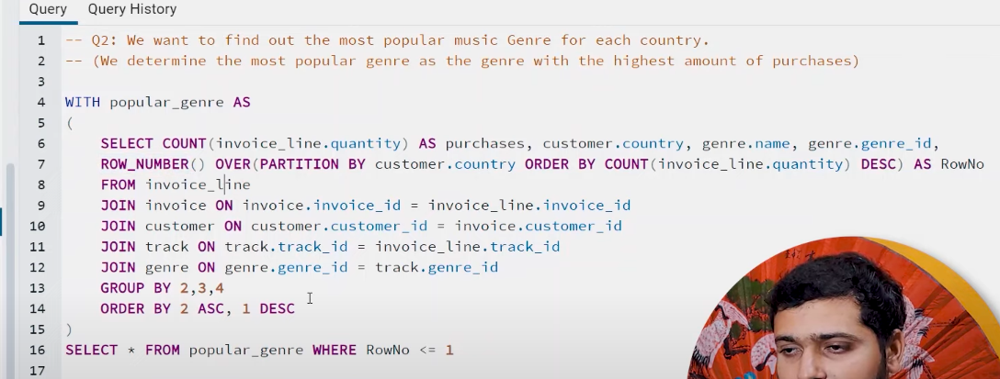 Query Query History
1 -- Q2: We want to find out the most popular music Genre for each country.
2 -- (We determine the most popular genre as the genre with the highest amount of purchases)
3
4 WITH popular_genre AS
5 (
6 SELECT COUNT(invoice_line.quantity) AS purchases, customer.country, genre.name, genre.genre_id,
7 ROW_NUMBER() OVER(PARTITION BY customer.country ORDER BY COUNT(invoice_line.quantity) DESC) AS RowNo
8 FROM invoice_line
9 JOIN invoice ON invoice.invoice_id = invoice_line.invoice_id
10 JOIN customer ON customer.customer_id = invoice.customer_id
11 JOIN track ON track.track_id = invoice_line.track_id
12 JOIN genre ON genre.genre_id = track.genre_id
13 GROUP BY 2,3,4
14 ORDER BY 2 ASC, 1 DESC
15 )
16 SELECT * FROM popular_genre WHERE RowNo <= 1
17